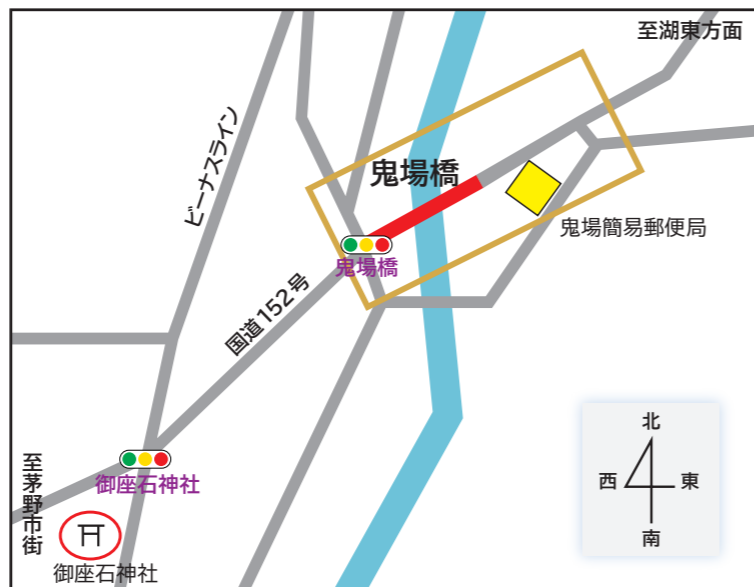 至湖東方面
ビーナスライン
鬼場橋
鬼場簡易郵便局
鬼場橋
国道152号
至茅野市街
御座石神社
御座石神社
北
西
東
南